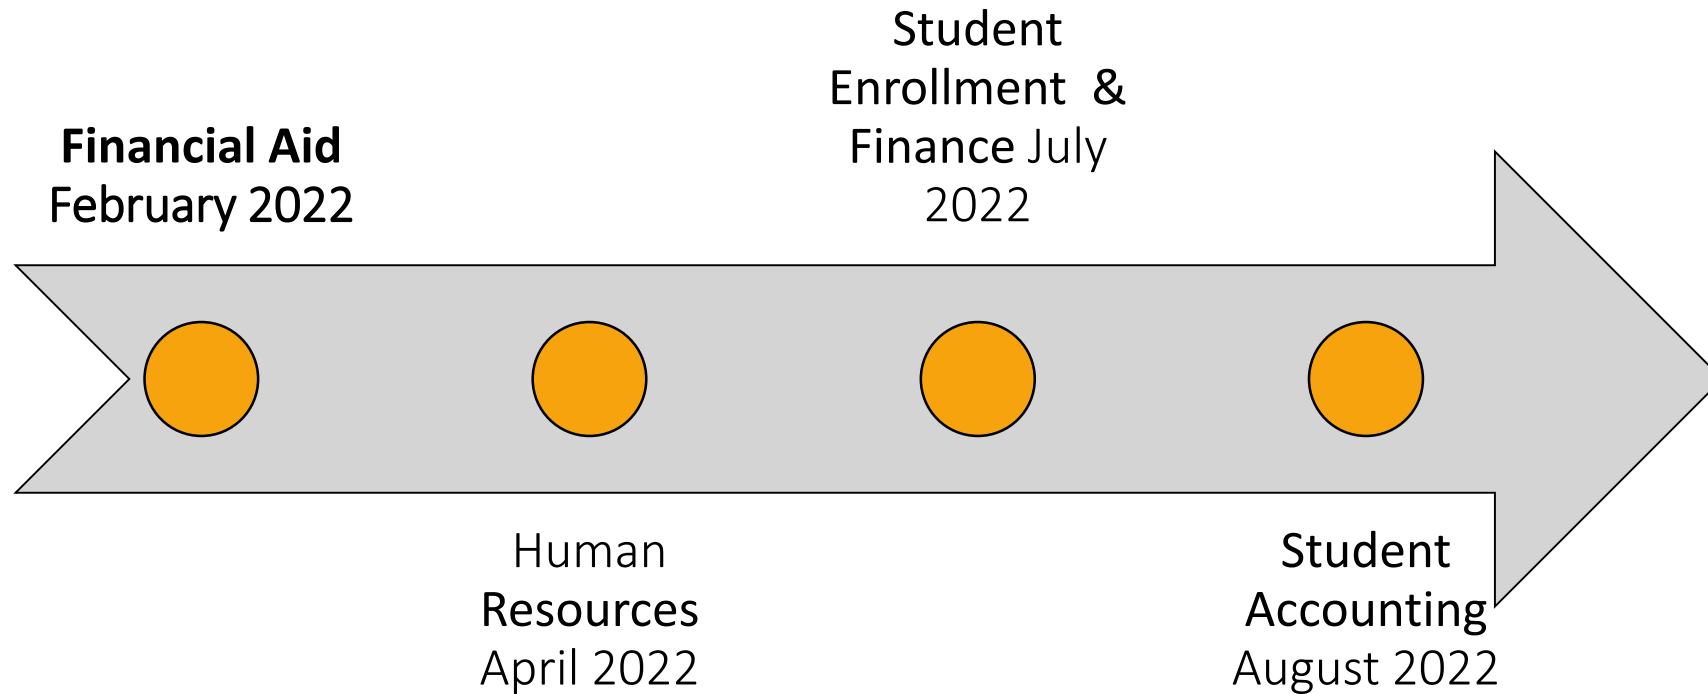 Financial Aid
February 2022
Human
Resources
April 2022
Student
Enrollment  &
Finance July
2022
Student
Accounting
August 2022